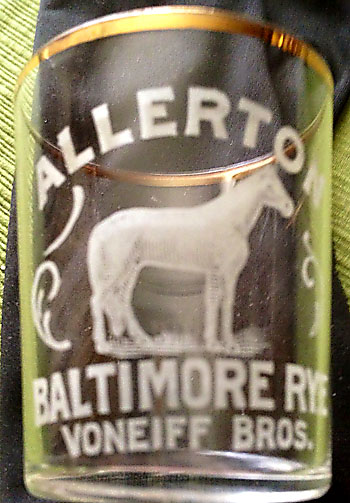 ALLERTON
BALTIMORE RYE
VONEIFF BROS.